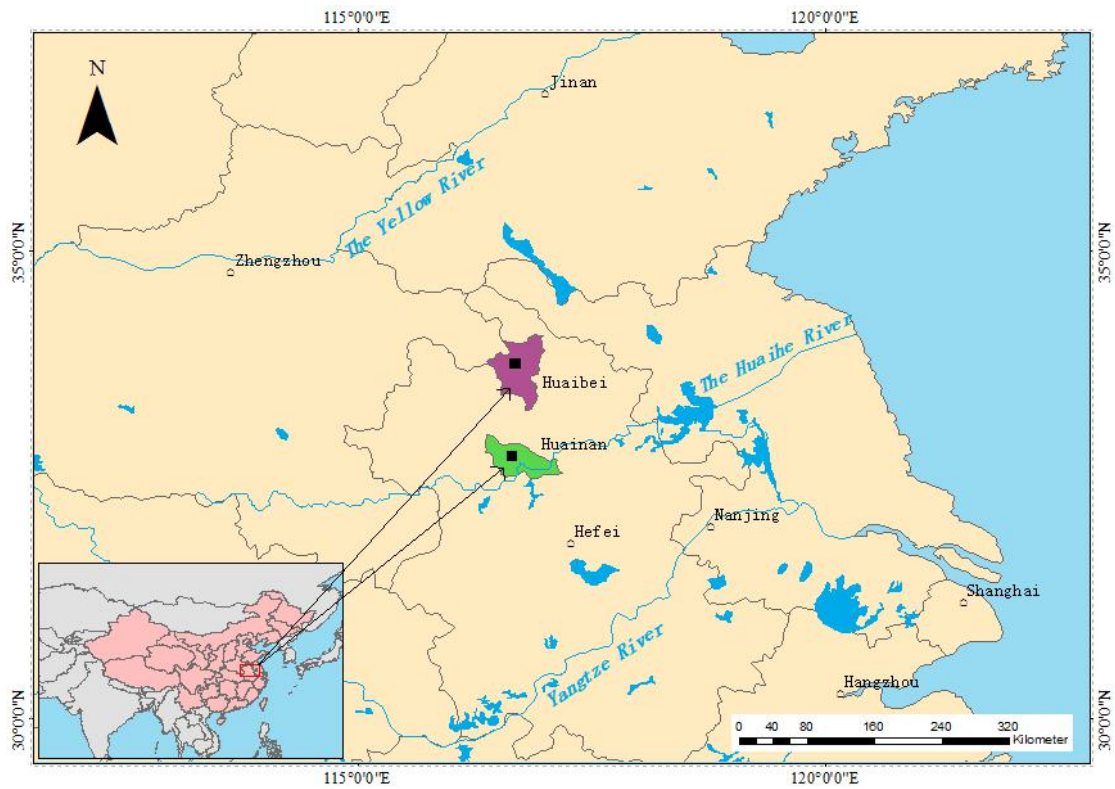 115°0'0"E
120°0'0"E
N
Jinan
The Yellow River
35°0'0"N
Zhengzhou
35°0'0"N
The Huaihe River
Huaibei
Huainan
Nanjing
Hefei
Shanghai
Yangtze River
Hangzhou
30°0'0"N
30°0'0"N
0 40 80 160 240 320
Kilometer
115°0'0"E
120°0'0"E